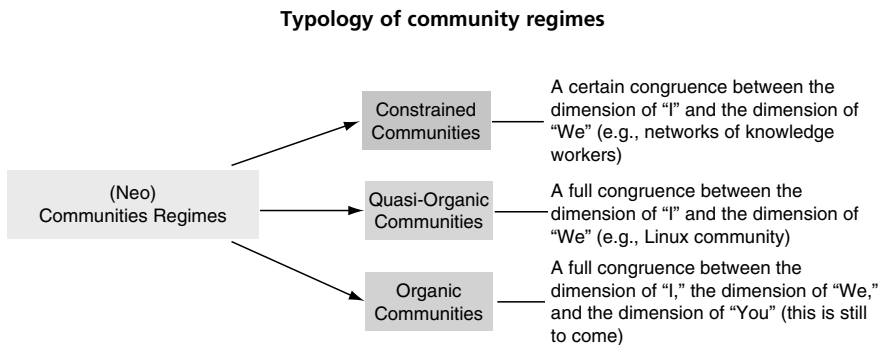 Typology of community regimes
(Neo)
Communities Regimes
Constrained
Communities
A certain congruence between the
dimension of “I” and the dimension of
“We” (e.g., networks of knowledge
workers)
Quasi-Organic
Communities
A full congruence between the
dimension of “I” and the dimension of
“We” (e.g., Linux community)
Organic
Communities
A full congruence between the
dimension of “I,” the dimension of “We,”
and the dimension of “You” (this is still
to come)